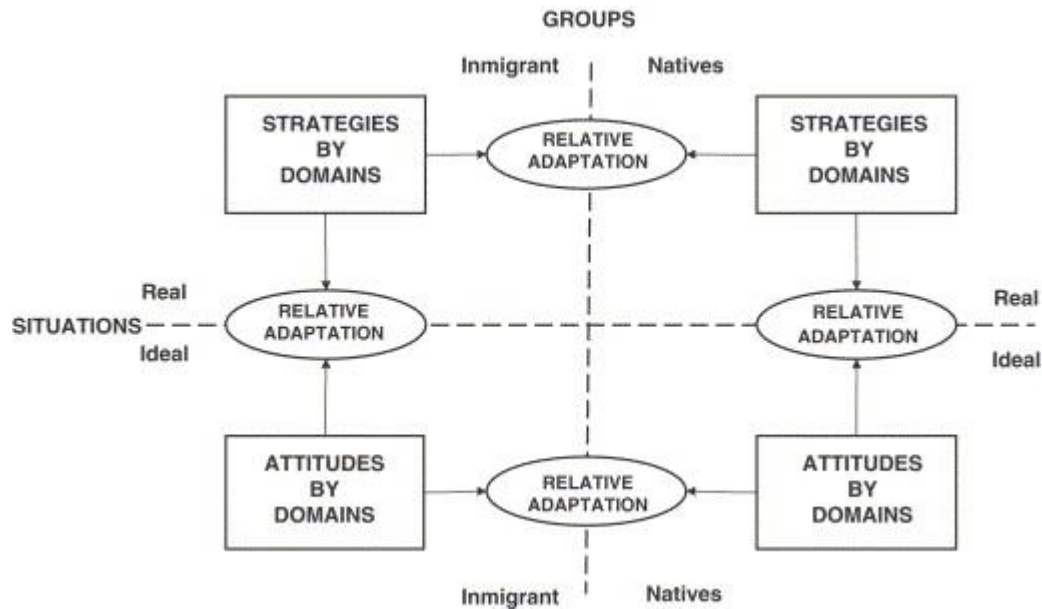 GROUPS
Inmigrant Natives
STRATEGIES
BY
DOMAINS
RELATIVE
ADAPTATION
STRATEGIES
BY
DOMAINS
Real
SITUATIONS
Ideal
RELATIVE
ADAPTATION
RELATIVE
ADAPTATION
Real
Ideal
ATTITUDES
BY
DOMAINS
RELATIVE
ADAPTATION
ATTITUDES
BY
DOMAINS
Inmigrant Natives